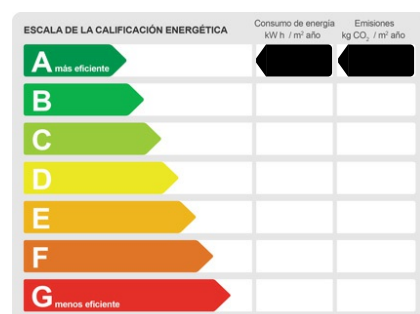 ESCALA DE LA CALIFICACIÓN ENERGÉTICA
Consumo de energía
kW h / m² año
Emisiones
kg CO₂ / m² año
A más eficiente
B
C
D
E
F
G menos eficiente